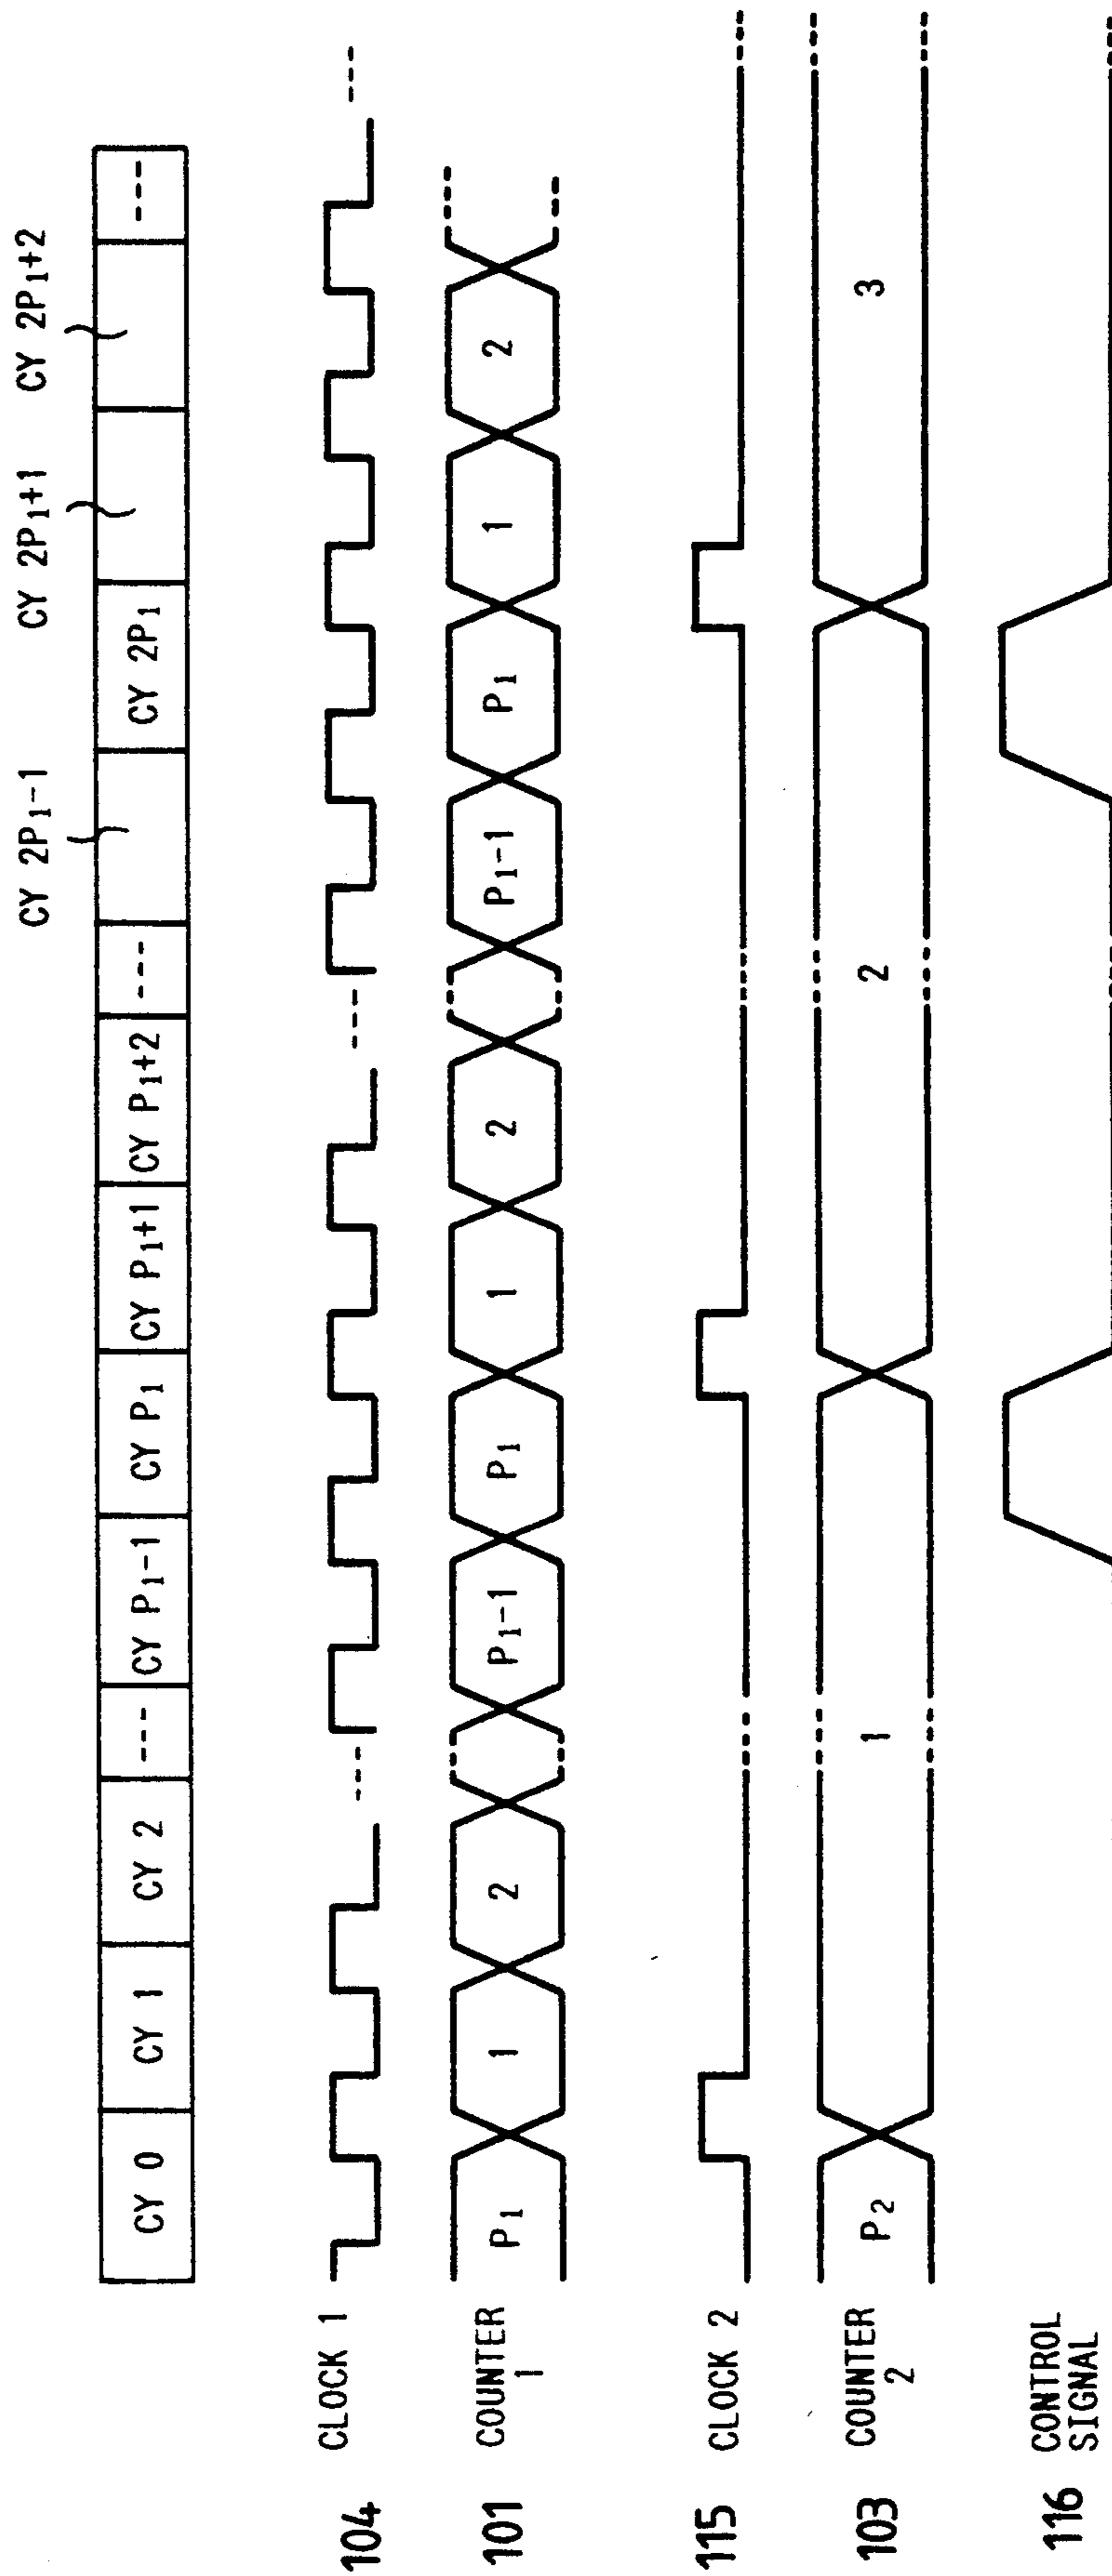 CY 2P1-1 CY 2P1+1 CY 2P1+2
CY 0 CY 1 CY 2 --- CY P1-1 CY P1 CY P1+1 CY P1+2 ---- CY 2P1 ---
104 CLOCK 1 --- --- ---
101 COUNTER 1 P1 1 2 P1-1 P1 1 2 P1-1 P1 1 2
115 CLOCK 2
103 COUNTER 2 P2 1 2 3
116 CONTROL
SIGNAL